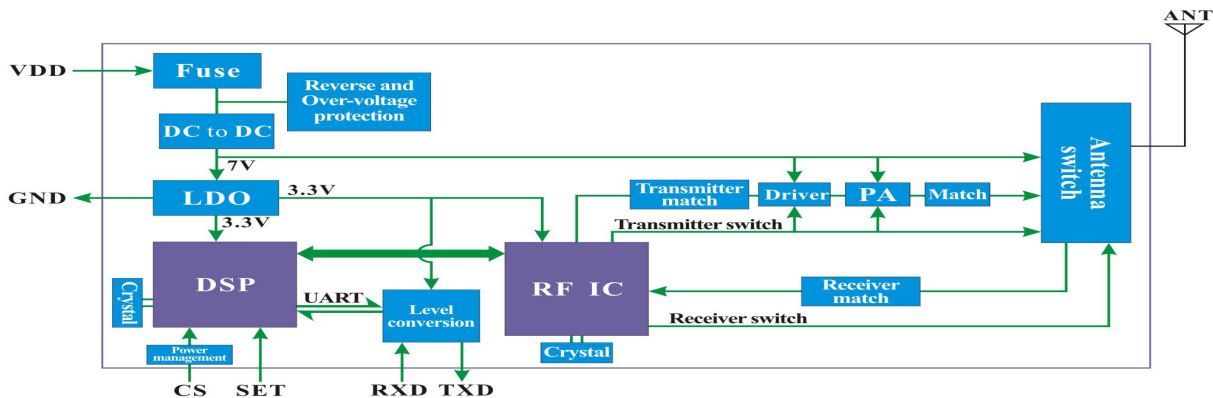 ANT
VDD
Fuse
Reverse and
Over-voltage
protection
DC to DC
7V
Antenna
switch
GND
LDO
3.3V
3.3V
Transmitter
match
Driver
PA
Match
Transmitter switch
DSP
RF IC
Crystal
UART
Level
conversion
Receiver
match
Receiver switch
Power
management
Crystal
CS
SET
RXD
TXD